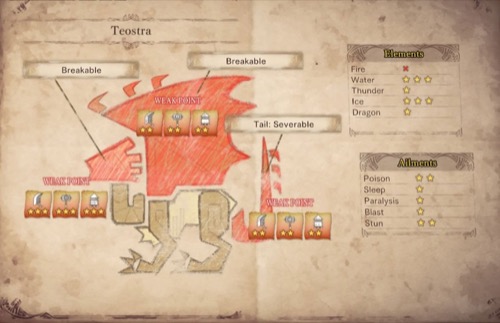 Teostra
Breakable
Breakable
WEAK POINT
Tail: Severable
WEAK POINT
WEAK POINT
Elements
Fire
Water
Thunder
Ice
Dragon
Ailments
Poison
Sleep
Paralysis
Blast
Stun